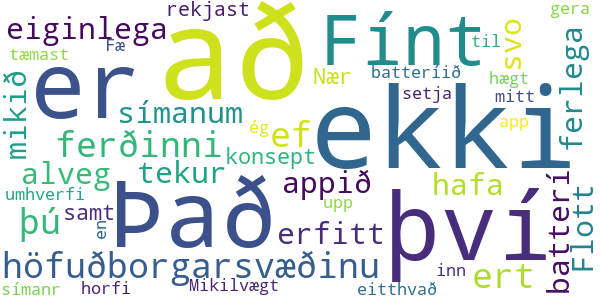 rekjast
gera
eiginlega
að
Fínt
til
svo
tæmast
Fæ
er
Nær
batteríið
hægt
ferlega
mikið
símanum
setja
mitt
ekki
ferðinni
ég
ef
app
konsept
alveg
tekur
appið
hafa
batterí
Flott
umhverfi
Það
því
þú
samt
en
upp
erfitt
höfuðborgarsvæðinu
inn
ert
símanr
horfi
Mikilvægt
eitthvað